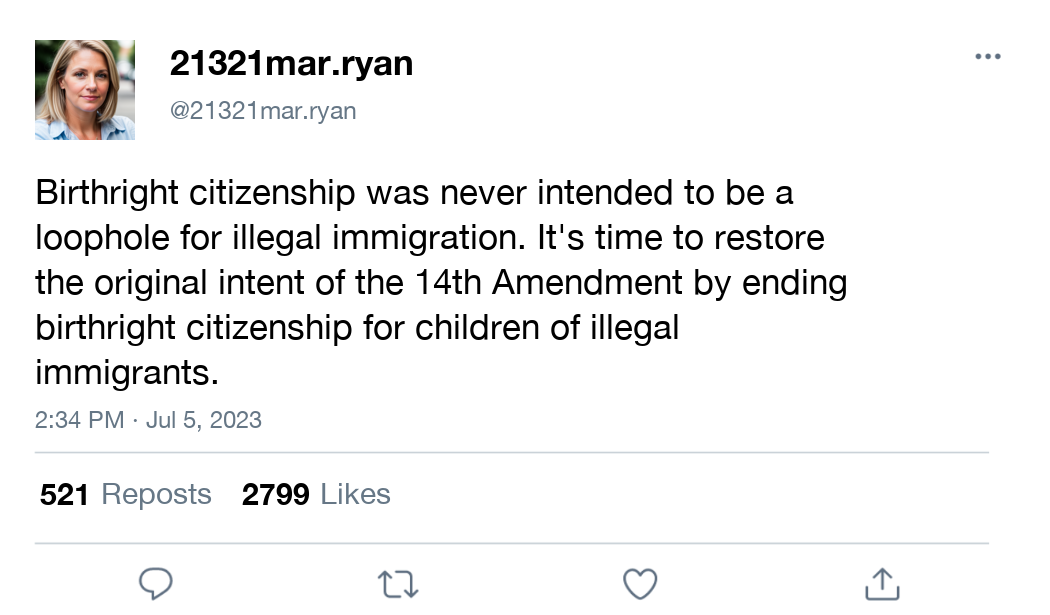 21321mar.ryan
@21321mar.ryan
Birthright citizenship was never intended to be a
loophole for illegal immigration. It's time to restore
the original intent of the 14th Amendment by ending
birthright citizenship for children of illegal
immigrants.
2:34 PM · Jul 5, 2023
521 Reposts 2799 Likes